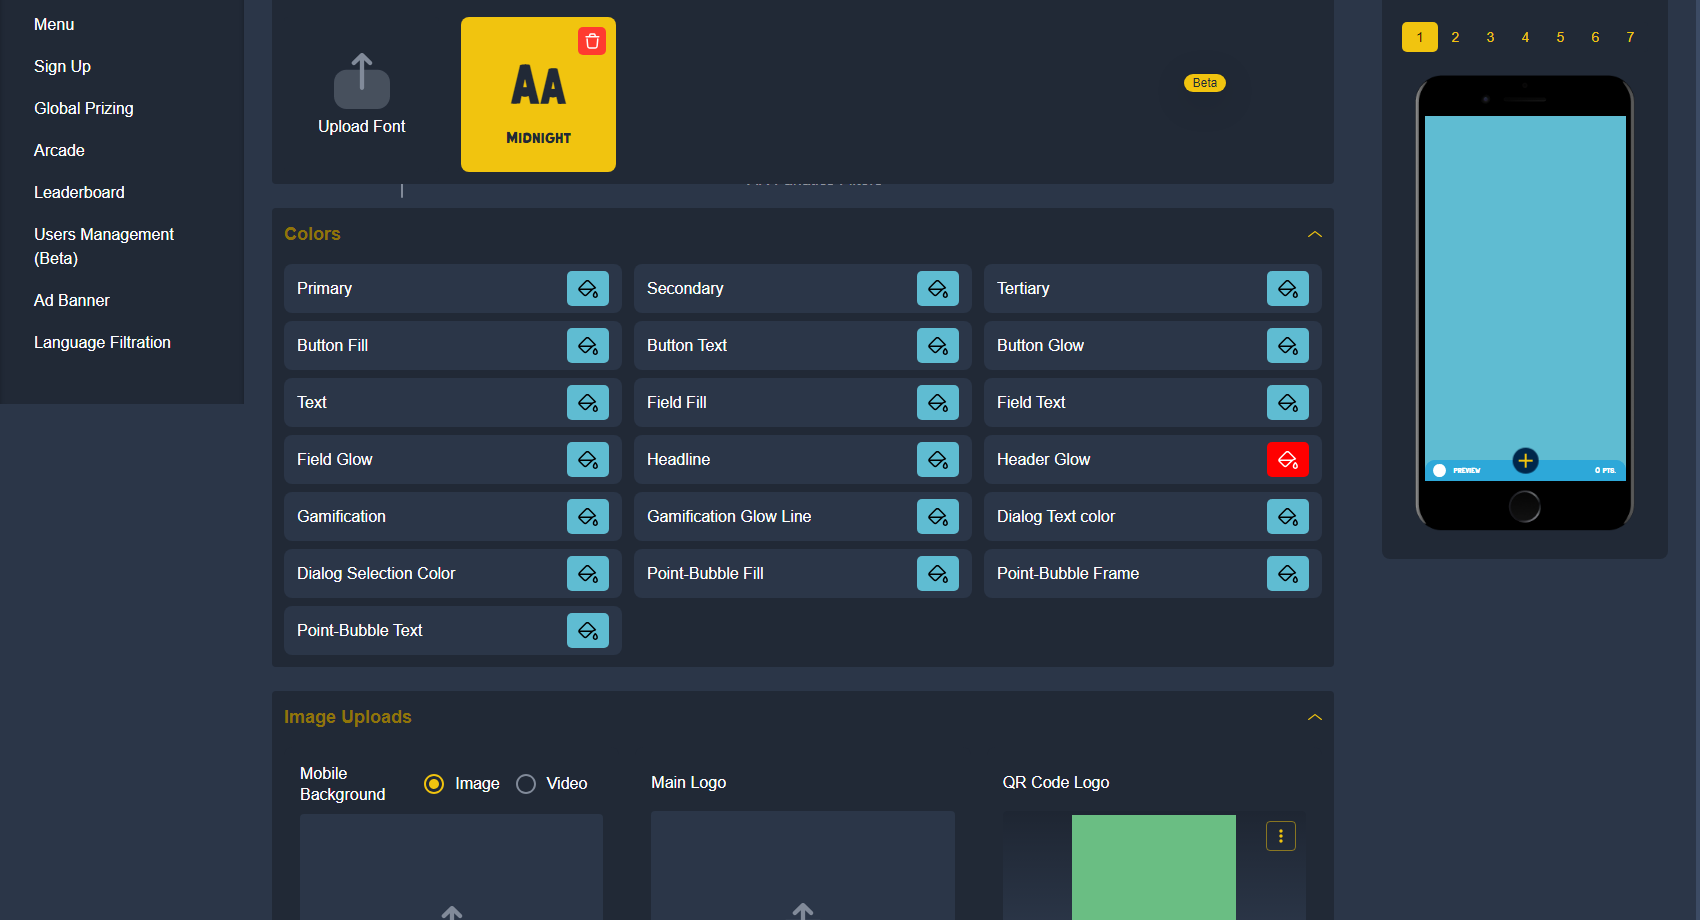 Menu
Sign Up
Global Prizing
Arcade
Leaderboard
Users Management
(Beta)
Ad Banner
Language Filtration
Upload Font
AA
MIDNIGHT
Beta
Colors
Primary
Secondary
Tertiary
Button Fill
Button Text
Button Glow
Text
Field Fill
Field Text
Field Glow
Headline
Header Glow
Gamification
Gamification Glow Line
Dialog Text color
Dialog Selection Color
Point-Bubble Fill
Point-Bubble Frame
Point-Bubble Text
Image Uploads
Mobile
Background
Image
Video
Main Logo
QR Code Logo
1 2 3 4 5 6 7
PREVIEW
0 PTS.